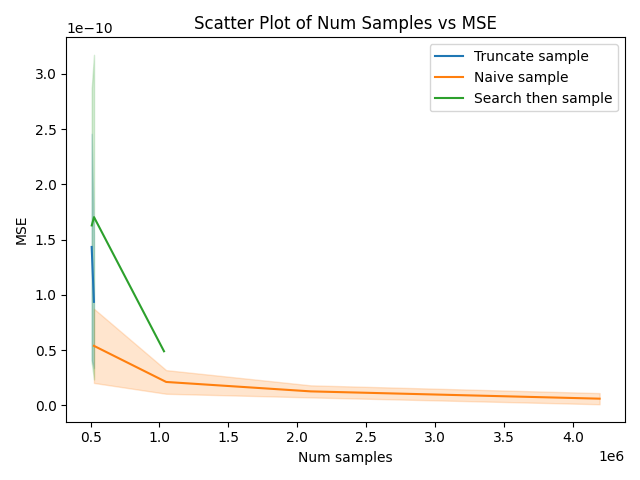 Scatter Plot of Num Samples vs MSE
1e−10
Truncate sample
Naive sample
Search then sample
3.0
2.5
2.0
1.5
1.0
0.5
0.0
MSE
0.5 1.0 1.5 2.0 2.5 3.0 3.5 4.0
1e6
Num samples